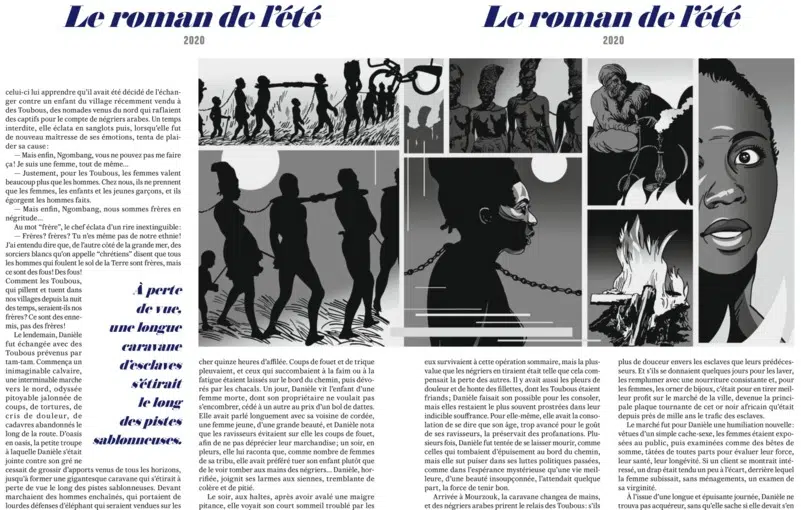 Le roman de l'été
2020
Le roman de l'été
2020
celui-ci lui apprendre qu'il avait été décidé de l'échan-
ger contre un enfant du village récemment vendu à
des Toubous, des nomades venus du nord qui raflaient
des captifs pour le compte de négriers arabes. Un temps
interdite, elle éclata en sanglots puis, lorsqu'elle fut
de nouveau maîtresse de ses émotions, tenta de plai-
der sa cause :
— Mais enfin, Ngombang, vous ne pouvez pas me faire
ça ! Je suis une femme, tout de même…
— Justement, pour les Toubous, les femmes valent
beaucoup plus que les hommes. Chez nous, ils ne prennent
que les femmes, les enfants et les jeunes garçons, et ils
égorgent les hommes faits.
— Mais enfin, Ngombang, nous sommes frères en
négritude…
Au mot “frère”, le chef éclata d'un rire inextinguible :
— Frères ? frères ? Tu n'es même pas de notre ethnie !
J'ai entendu dire que, de l'autre côté de la grande mer, des
sorciers blancs qu'on appelle “chrétiens” disent que tous
les hommes qui foulent le sol de la Terre sont frères, mais
ce sont des fous ! Des fous !
Comment les Toubous,
qui pillent et tuent dans
nos villages depuis la nuit
des temps, seraient-ils nos
frères ? Ce sont des enne-
mis, pas des frères !
Le lendemain, Danièle
fut échangée avec des
Toubous prévenus par
tam-tam. Commença un
inimaginable calvaire,
une interminable marche
vers le nord, odyssée
pitoyable jalonnée de
coups, de tortures, de
cris de douleur, de
cadavres abandonnés le
long de la route. D'oasis
en oasis, la petite troupe
à laquelle Danièle s'était
jointe contre son gré ne
cessait de grossir d'apports venus de tous les horizons,
jusqu'à former une gigantesque caravane qui s'étirait à
perte de vue le long des pistes sablonneuses. Devant
marchaient des hommes enchaînés, qui portaient de
lourdes défenses d'éléphant qui seraient vendues sur les
À perte
de vue,
une longue
caravane
d'esclaves
s'étirait
le long
des pistes
sablonneuses.
cher quinze heures d'affilée. Coups de fouet et de trique
pleuvaient, et ceux qui succombaient à la faim ou à la
fatigue étaient laissés sur le bord du chemin, puis dévo-
rés par les chacals. Un jour, Danièle vit l'enfant d'une
femme morte, dont son propriétaire ne voulait pas
s'encombrer, cédé à un autre au prix d'un bol de dattes.
Elle avait parlé longuement avec sa voisine de cordée,
une femme jeune, d'une grande beauté, et Danièle nota
que les ravisseurs évitaient sur elle les coups de fouet,
afin de ne pas déprécier leur marchandise ; un soir, en
pleurs, elle lui raconta que, comme nombre de femmes
de sa tribu, elle avait préféré tuer son enfant plutôt que
de le voir tomber aux mains des négriers… Danièle, hor-
rifiée, joignit ses larmes aux siennes, tremblante de
colère et de pitié.
Le soir, aux haltes, après avoir avalé une maigre
pitance, elle voyait son court sommeil troublé par les
eux survivaient à cette opération sommaire, mais la plus-
value que les négriers en tiraient était telle que cela com-
pensait la perte des autres. Il y avait aussi les pleurs de
douleur et de honte des fillettes, dont les Toubous étaient
friands ; Danièle faisait son possible pour les consoler,
mais elles restaient le plus souvent prostrées dans leur
indicible souffrance. Pour elle-même, elle avait la conso-
lation de se dire que son âge, trop avancé pour le goût
de ses ravisseurs, la préservait des profanations. Plu-
sieurs fois, Danièle fut tentée de se laisser mourir, comme
celles qui tombaient d'épuisement au bord du chemin,
mais elle sut puiser dans ses luttes politiques passées,
comme dans l'espérance mystérieuse qu'une vie meil-
leure, d'une beauté insoupçonnée, l'attendait quelque
part, la force de tenir bon.
Arrivée à Mourzouk, la caravane changea de mains,
et des négriers arabes prirent le relais des Toubous : s'ils
plus de douceur envers les esclaves que leurs prédéces-
seurs. Et s'ils se donnaient quelques jours pour les laver,
les remplumer avec une nourriture consistante et, pour
les femmes, les orner de bijoux, c'était pour en tirer meil-
leur profit sur le marché de la ville, devenue la princi-
pale plaque tournante de cet or noir africain qu'était
depuis près de mille ans le trafic des esclaves.
Le marché fut pour Danièle une humiliation nouvelle :
vêtues d'un simple cache-sexe, les femmes étaient expo-
sées au public, puis examinées comme des bêtes de
somme, tâtées de toutes parts pour évaluer leur force,
leur santé, leur longévité. Si un client se montrait inté-
ressé, un drap était tendu un peu à l'écart, derrière lequel
la femme subissait, sans ménagements, un examen de
sa virginité.
À l'issue d'une longue et épuisante journée, Danièle ne
trouva pas acquéreur, sans qu'elle sache si elle devait s'en